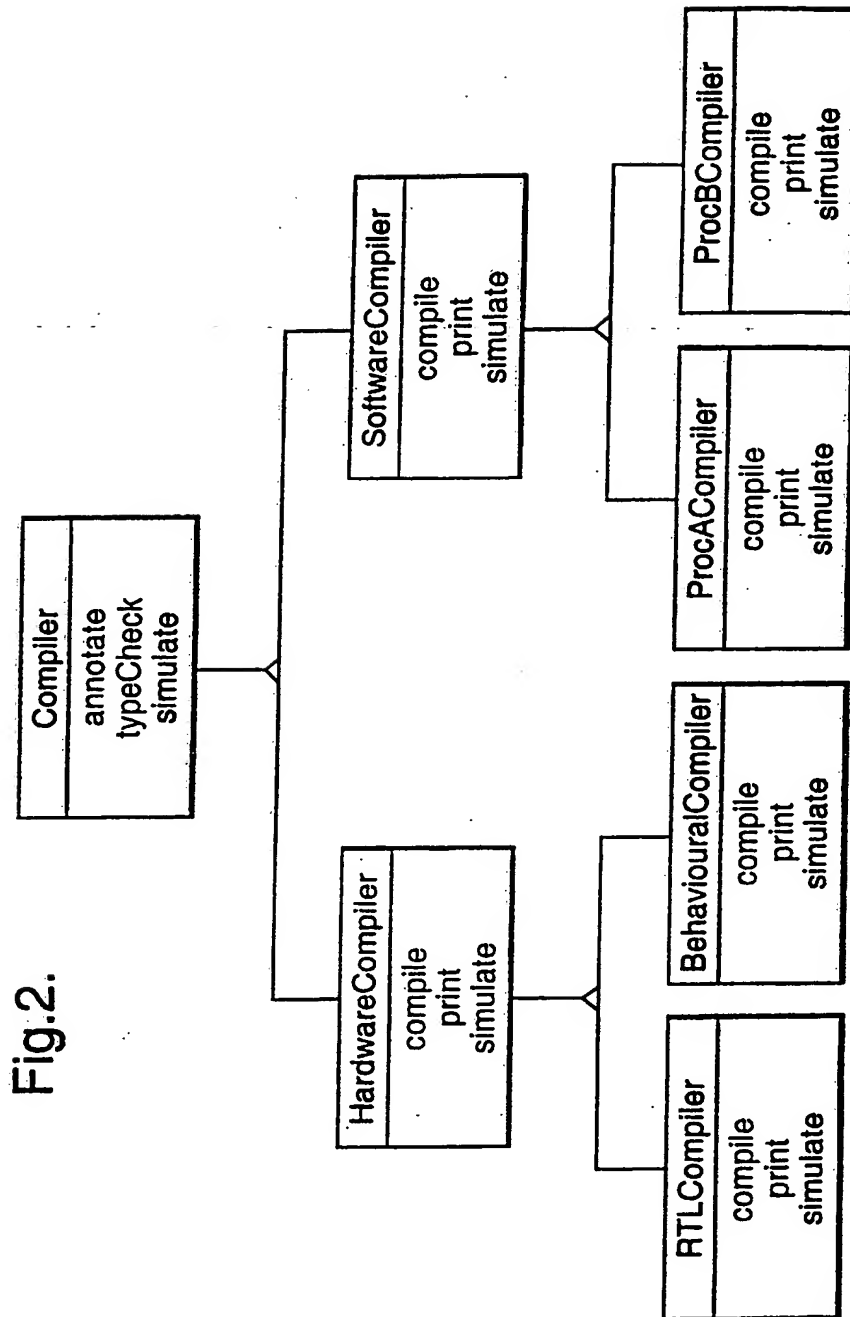 Fig.2.
Compiler
annotate
typeCheck
simulate
HardwareCompiler
compile
print
simulate
SoftwareCompiler
compile
print
simulate
RTLCompiler
compile
print
simulate
BehaviouralCompiler
compile
print
simulate
ProcACompiler
compile
print
simulate
ProcBCompiler
compile
print
simulate